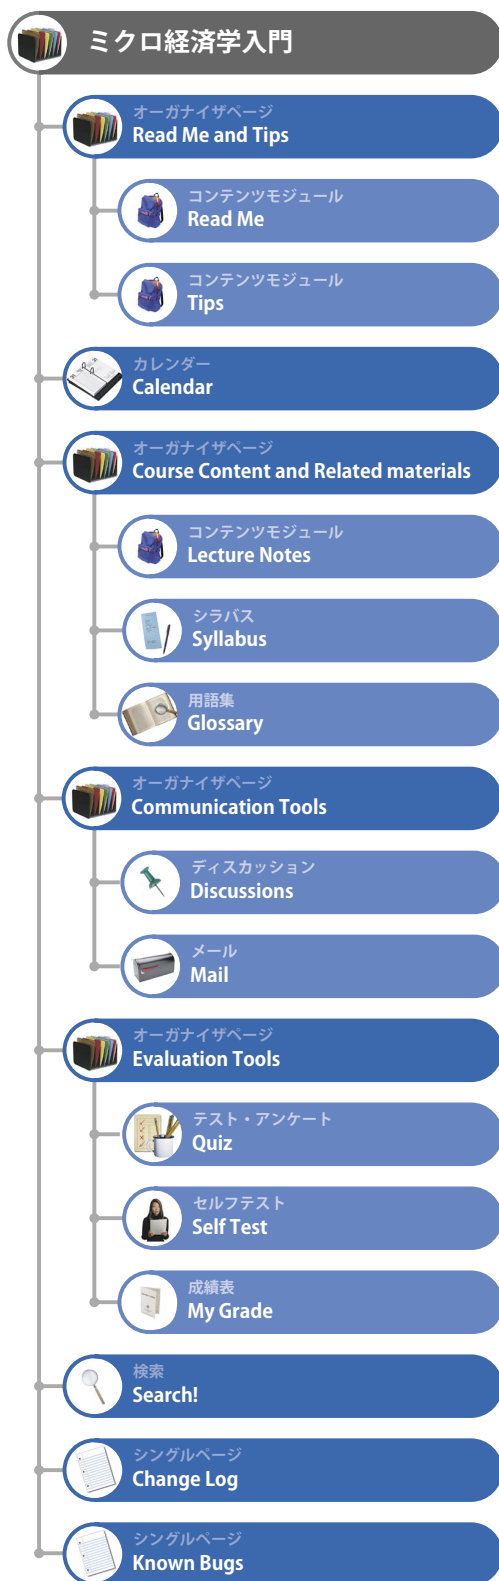 ミクロ経済学入門
オーガナイザページ
Read Me and Tips
コンテンツモジュール
Read Me
コンテンツモジュール
Tips
カレンダー
Calendar
オーガナイザページ
Course Content and Related materials
コンテンツモジュール
Lecture Notes
シラバス
Syllabus
用語集
Glossary
オーガナイザページ
Communication Tools
ディスカッション
Discussions
メール
Mail
オーガナイザページ
Evaluation Tools
テスト・アンケート
Quiz
セルフテスト
Self Test
成績表
My Grade
検索
Search!
シングルページ
Change Log
シングルページ
Known Bugs